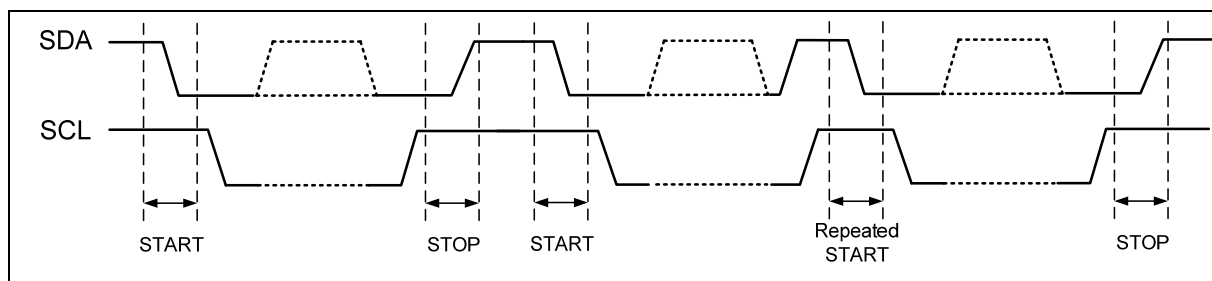 SDA
SCL
START
STOP
START
Repeated
START
STOP